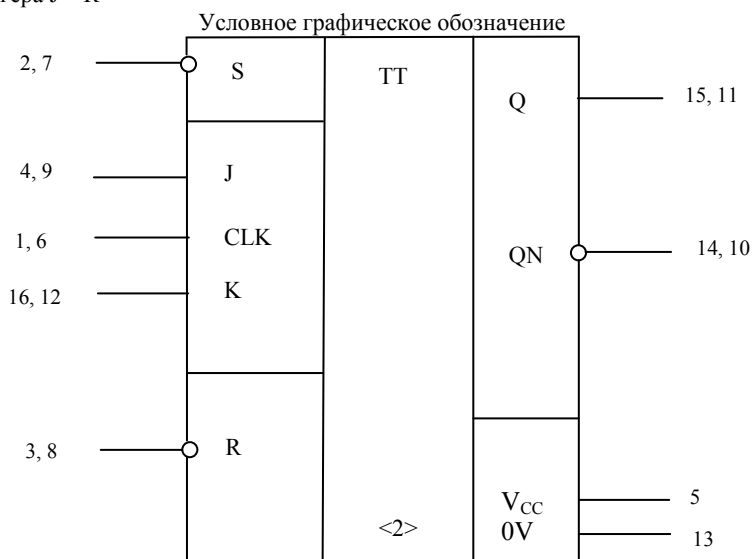 Условное графическое обозначение
2, 7 S TT Q 15, 11
4, 9 J
1, 6 CLK QN 14, 10
16, 12 K
3, 8 R
V_CC 5
<2> 0V 13